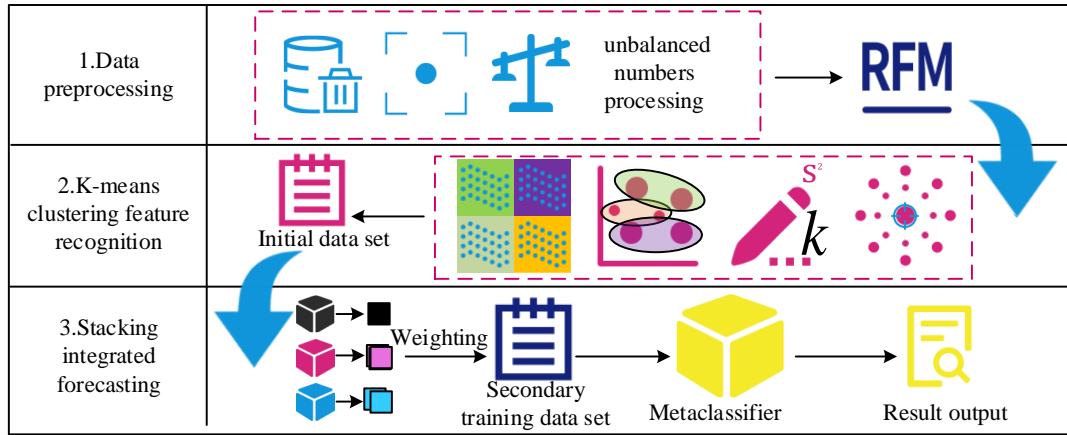 1.Data
preprocessing
unbalanced
numbers
processing
RFM
2.K-means
clustering feature
recognition
Initial data set
S²
k
3.Stacking
integrated
forecasting
Weighting
Secondary
training data set
Metaclassifier
Result output